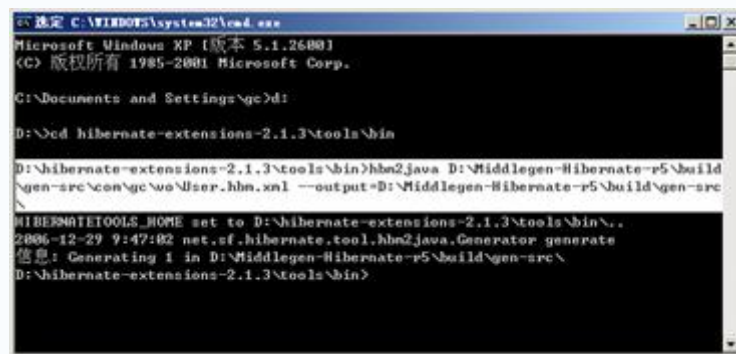 选定 C:\WINDOWS\system32\cmd.exe
Microsoft Windows XP [版本 5.1.2600]
(C) 版权所有 1985-2001 Microsoft Corp.
C:\Documents and Settings\gc>d:
D:\>cd hibernate-extensions-2.1.3\tools\bin
D:\hibernate-extensions-2.1.3\tools\bin>hbm2java D:\Middlegen-Hibernate-r5\build
\gen-src\com\gc\vo\User.hbm.xml --output=D:\Middlegen-Hibernate-r5\build\gen-src
\
HIBERNATETOOLS_HOME set to D:\hibernate-extensions-2.1.3\tools\bin\..
2006-12-29 9:47:02 net.sf.hibernate.tool.hbm2java.Generator generate
信息: Generating 1 in D:\Middlegen-Hibernate-r5\build\gen-src\
D:\hibernate-extensions-2.1.3\tools\bin>